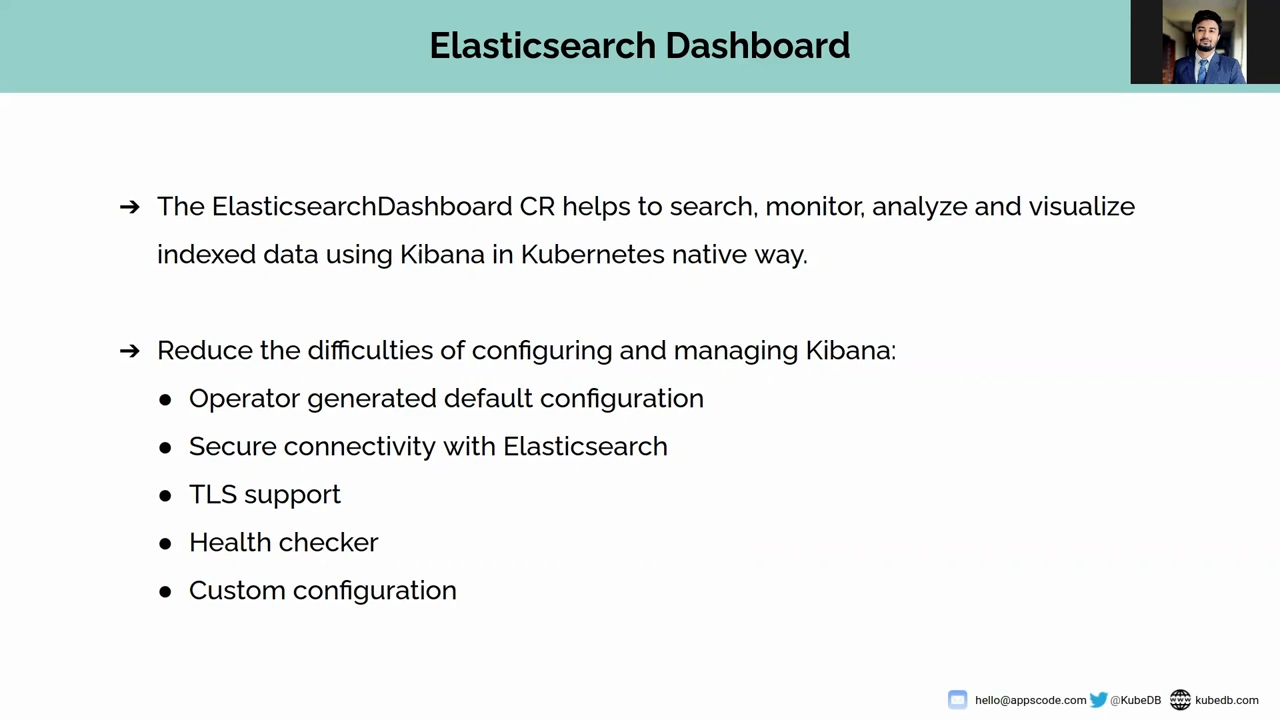 Elasticsearch Dashboard
➔ The ElasticsearchDashboard CR helps to search, monitor, analyze and visualize
indexed data using Kibana in Kubernetes native way.
➔ Reduce the difficulties of configuring and managing Kibana:
● Operator generated default configuration
● Secure connectivity with Elasticsearch
● TLS support
● Health checker
● Custom configuration
hello@appscode.com @KubeDB www kubedb.com